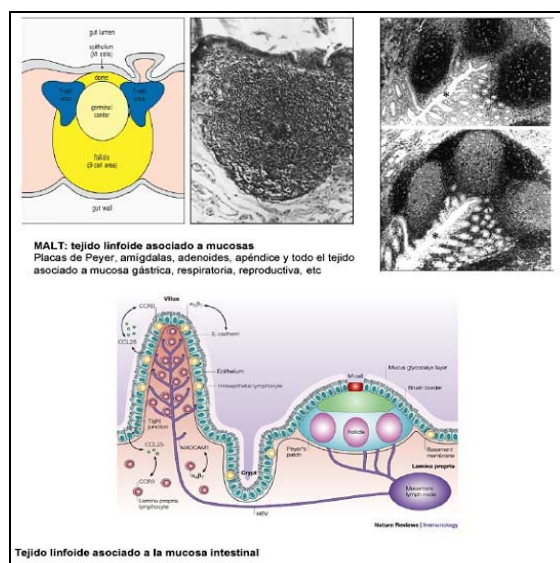 gut lumen
epithelium
(M cells)
dome
T-cell
area
T-cell
area
germinal
center
follicle
(B-cell area)
gut wall
*
MALT: tejido linfoide asociado a mucosas
Placas de Peyer, amígdalas, adenoides, apéndice y todo el tejido
asociado a mucosa gástrica, respiratoria, reproductiva, etc
Villus
CCR9
CCL25
E-cadherin
Epithelium
Intraepithelial lymphocyte
Tight
junction
CCL25
CCR9
MADCAM1
α4β7
Lamina propria
lymphocyte
Crypt
HEV
M cell
Mucus glycocalyx layer
Brush border
Follicle
Peyer's
patch
Basement
membrane
Lamina propria
Mesenteric
lymph node
Nature Reviews | Immunology
Tejido linfoide asociado a la mucosa intestinal